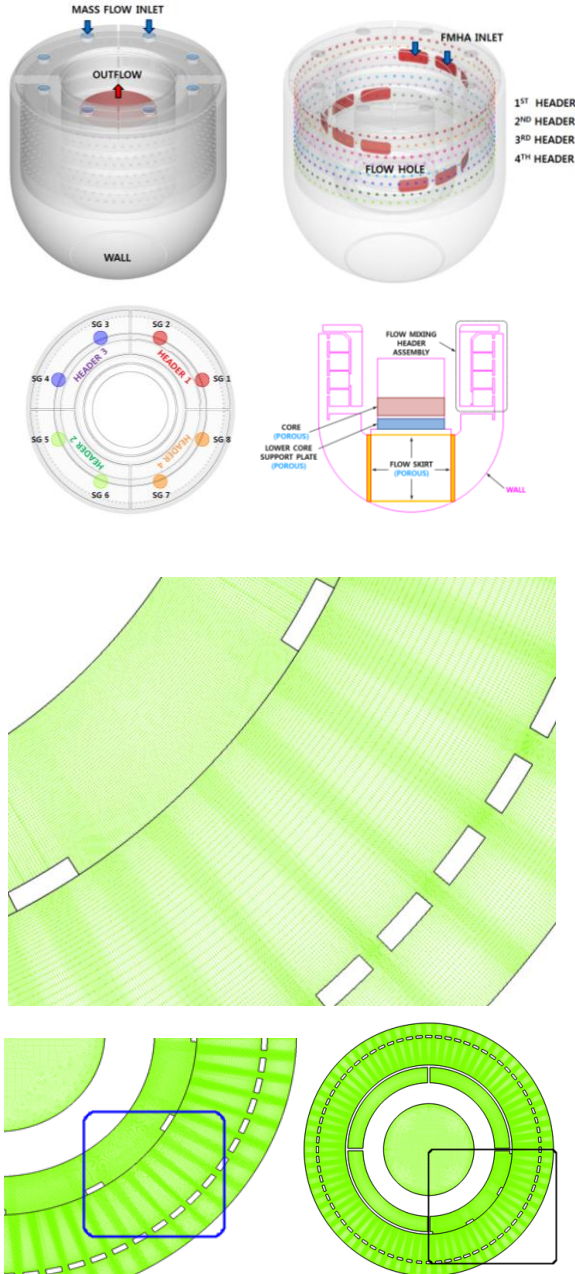 MASS FLOW INLET
OUTFLOW
WALL
FMHA INLET
1ST HEADER
2ND HEADER
3RD HEADER
4TH HEADER
FLOW HOLE
SG 3
SG 2
SG 4
HEADER 3
HEADER 1
SG 1
SG 5
HEADER 2
HEADER 4
SG 8
SG 6
SG 7
FLOW MIXING
HEADER
ASSEMBLY
CORE
(POROUS)
LOWER CORE
SUPPORT PLATE
(POROUS)
FLOW SKIRT
(POROUS)
WALL